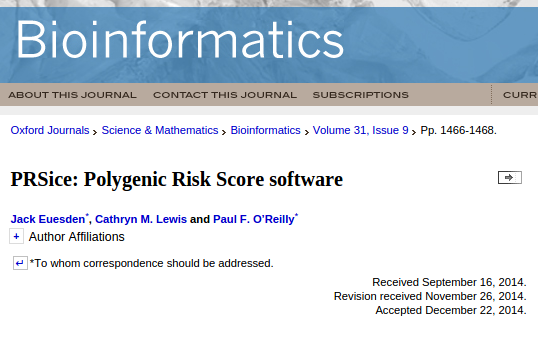 Bioinformatics
ABOUT THIS JOURNAL CONTACT THIS JOURNAL SUBSCRIPTIONS CURR
Oxford Journals > Science & Mathematics > Bioinformatics > Volume 31, Issue 9 > Pp. 1466-1468.
PRSice: Polygenic Risk Score software
Jack Euesden*, Cathryn M. Lewis and Paul F. O'Reilly*
+ Author Affiliations
↵ *To whom correspondence should be addressed.
Received September 16, 2014.
Revision received November 26, 2014.
Accepted December 22, 2014.